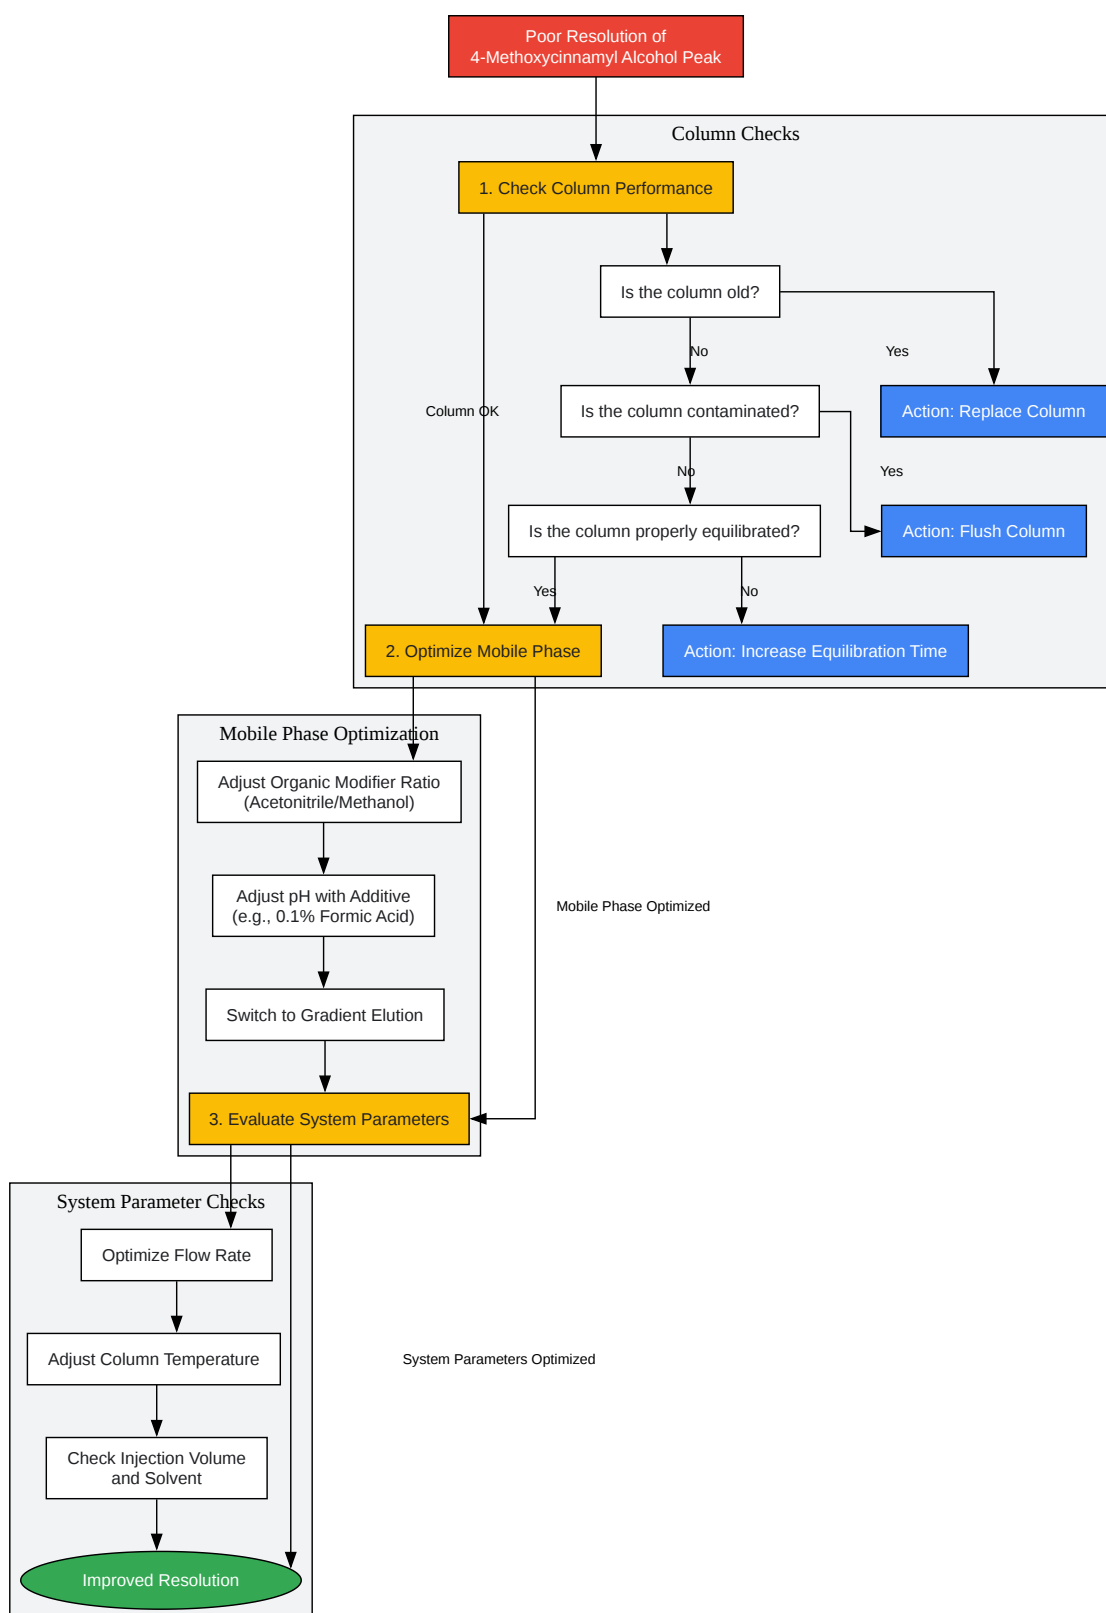 Poor Resolution of
4-Methoxycinnamyl Alcohol Peak
Column Checks
1. Check Column Performance
Is the column old?
No
Yes
Column OK
Is the column contaminated?
Action: Replace Column
No
Yes
Is the column properly equilibrated?
Action: Flush Column
Yes
No
2. Optimize Mobile Phase
Action: Increase Equilibration Time
Mobile Phase Optimization
Adjust Organic Modifier Ratio
(Acetonitrile/Methanol)
Adjust pH with Additive
(e.g., 0.1% Formic Acid)
Mobile Phase Optimized
Switch to Gradient Elution
3. Evaluate System Parameters
System Parameter Checks
Optimize Flow Rate
Adjust Column Temperature
System Parameters Optimized
Check Injection Volume
and Solvent
Improved Resolution